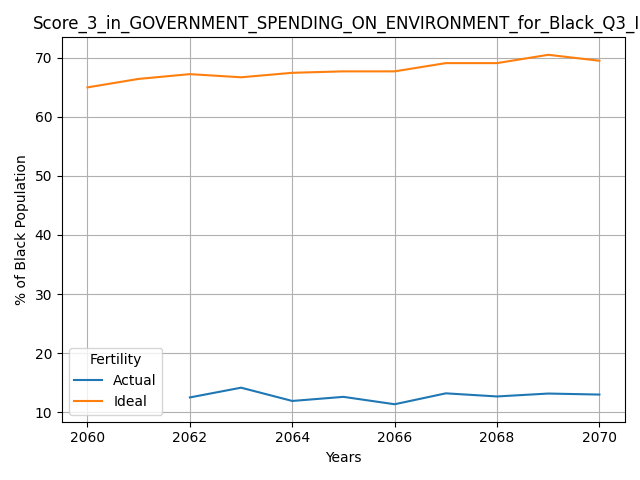 Score_3_in_GOVERNMENT_SPENDING_ON_ENVIRONMENT_for_Black_Q3_I
70
60
50
40
30
20
10
% of Black Population
Fertility
Actual
Ideal
2060 2062 2064 2066 2068 2070
Years